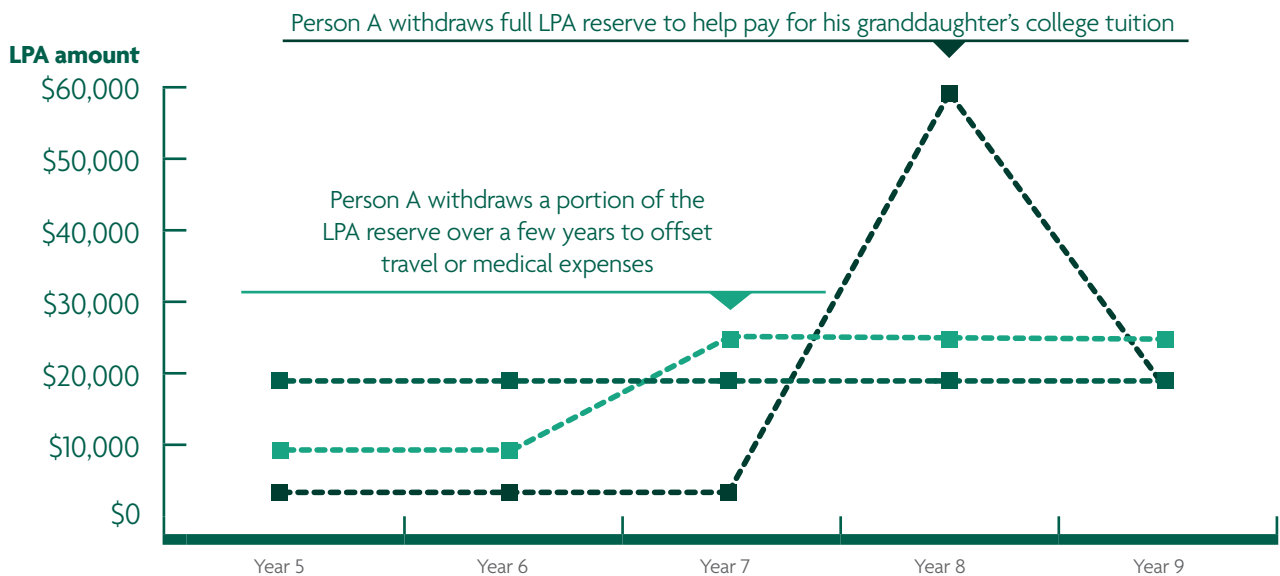 Person A withdraws full LPA reserve to help pay for his granddaughter's college tuition
LPA amount
$60,000
$50,000
$40,000
$30,000
$20,000
$10,000
$0
Person A withdraws a portion of the
LPA reserve over a few years to offset
travel or medical expenses
Year 5
Year 6
Year 7
Year 8
Year 9